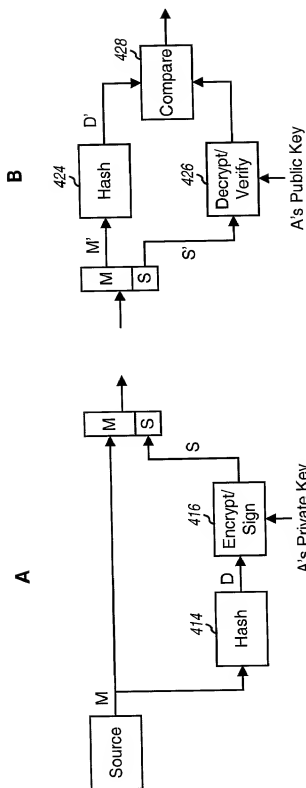 A
B
Source
M
414
Hash
D
416
Encrypt/
Sign
A's Private Key
S
M
S
M
S
M'
S'
424
Hash
D'
426
Decrypt/
Verify
A's Public Key
428
Compare